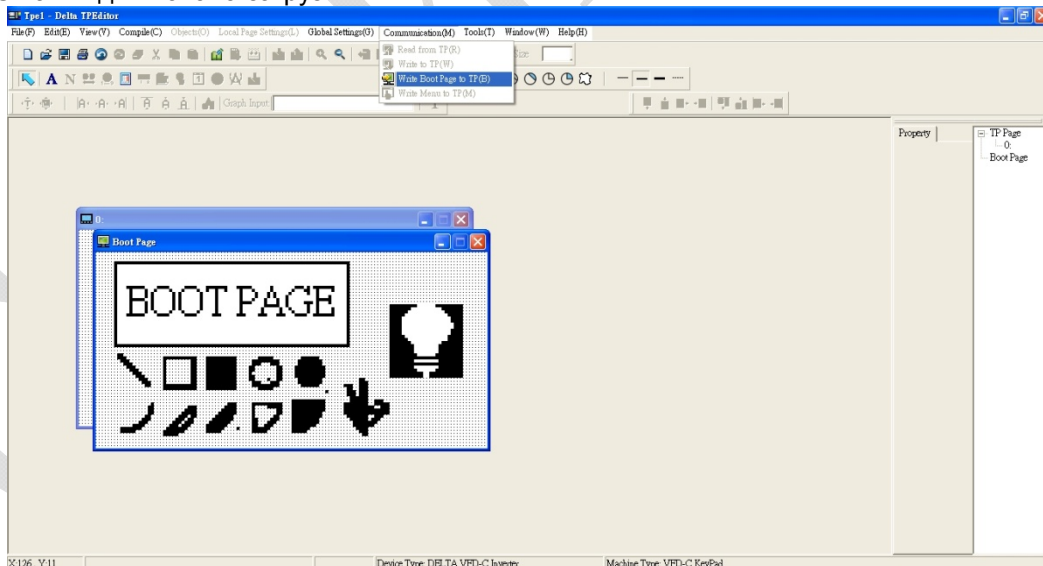 Tpe1 - Delta TPEditor
File(F) Edit(E) View(V) Compile(C) Objects(O) Local Page Settings(L) Global Settings(G) Communication(M) Tools(T) Window(W) Help(H)
Read from TP(R)
Write to TP(W)
Write Boot Page to TP(B)
Write Menu to TP(M)
Graph Input:
Property
TP Page
0:
Boot Page
0:
Boot Page
BOOT PAGE
X:126 Y:11 Device Type: DELTA VFD-C Inverter Machine Type: VFD-C KeyPad